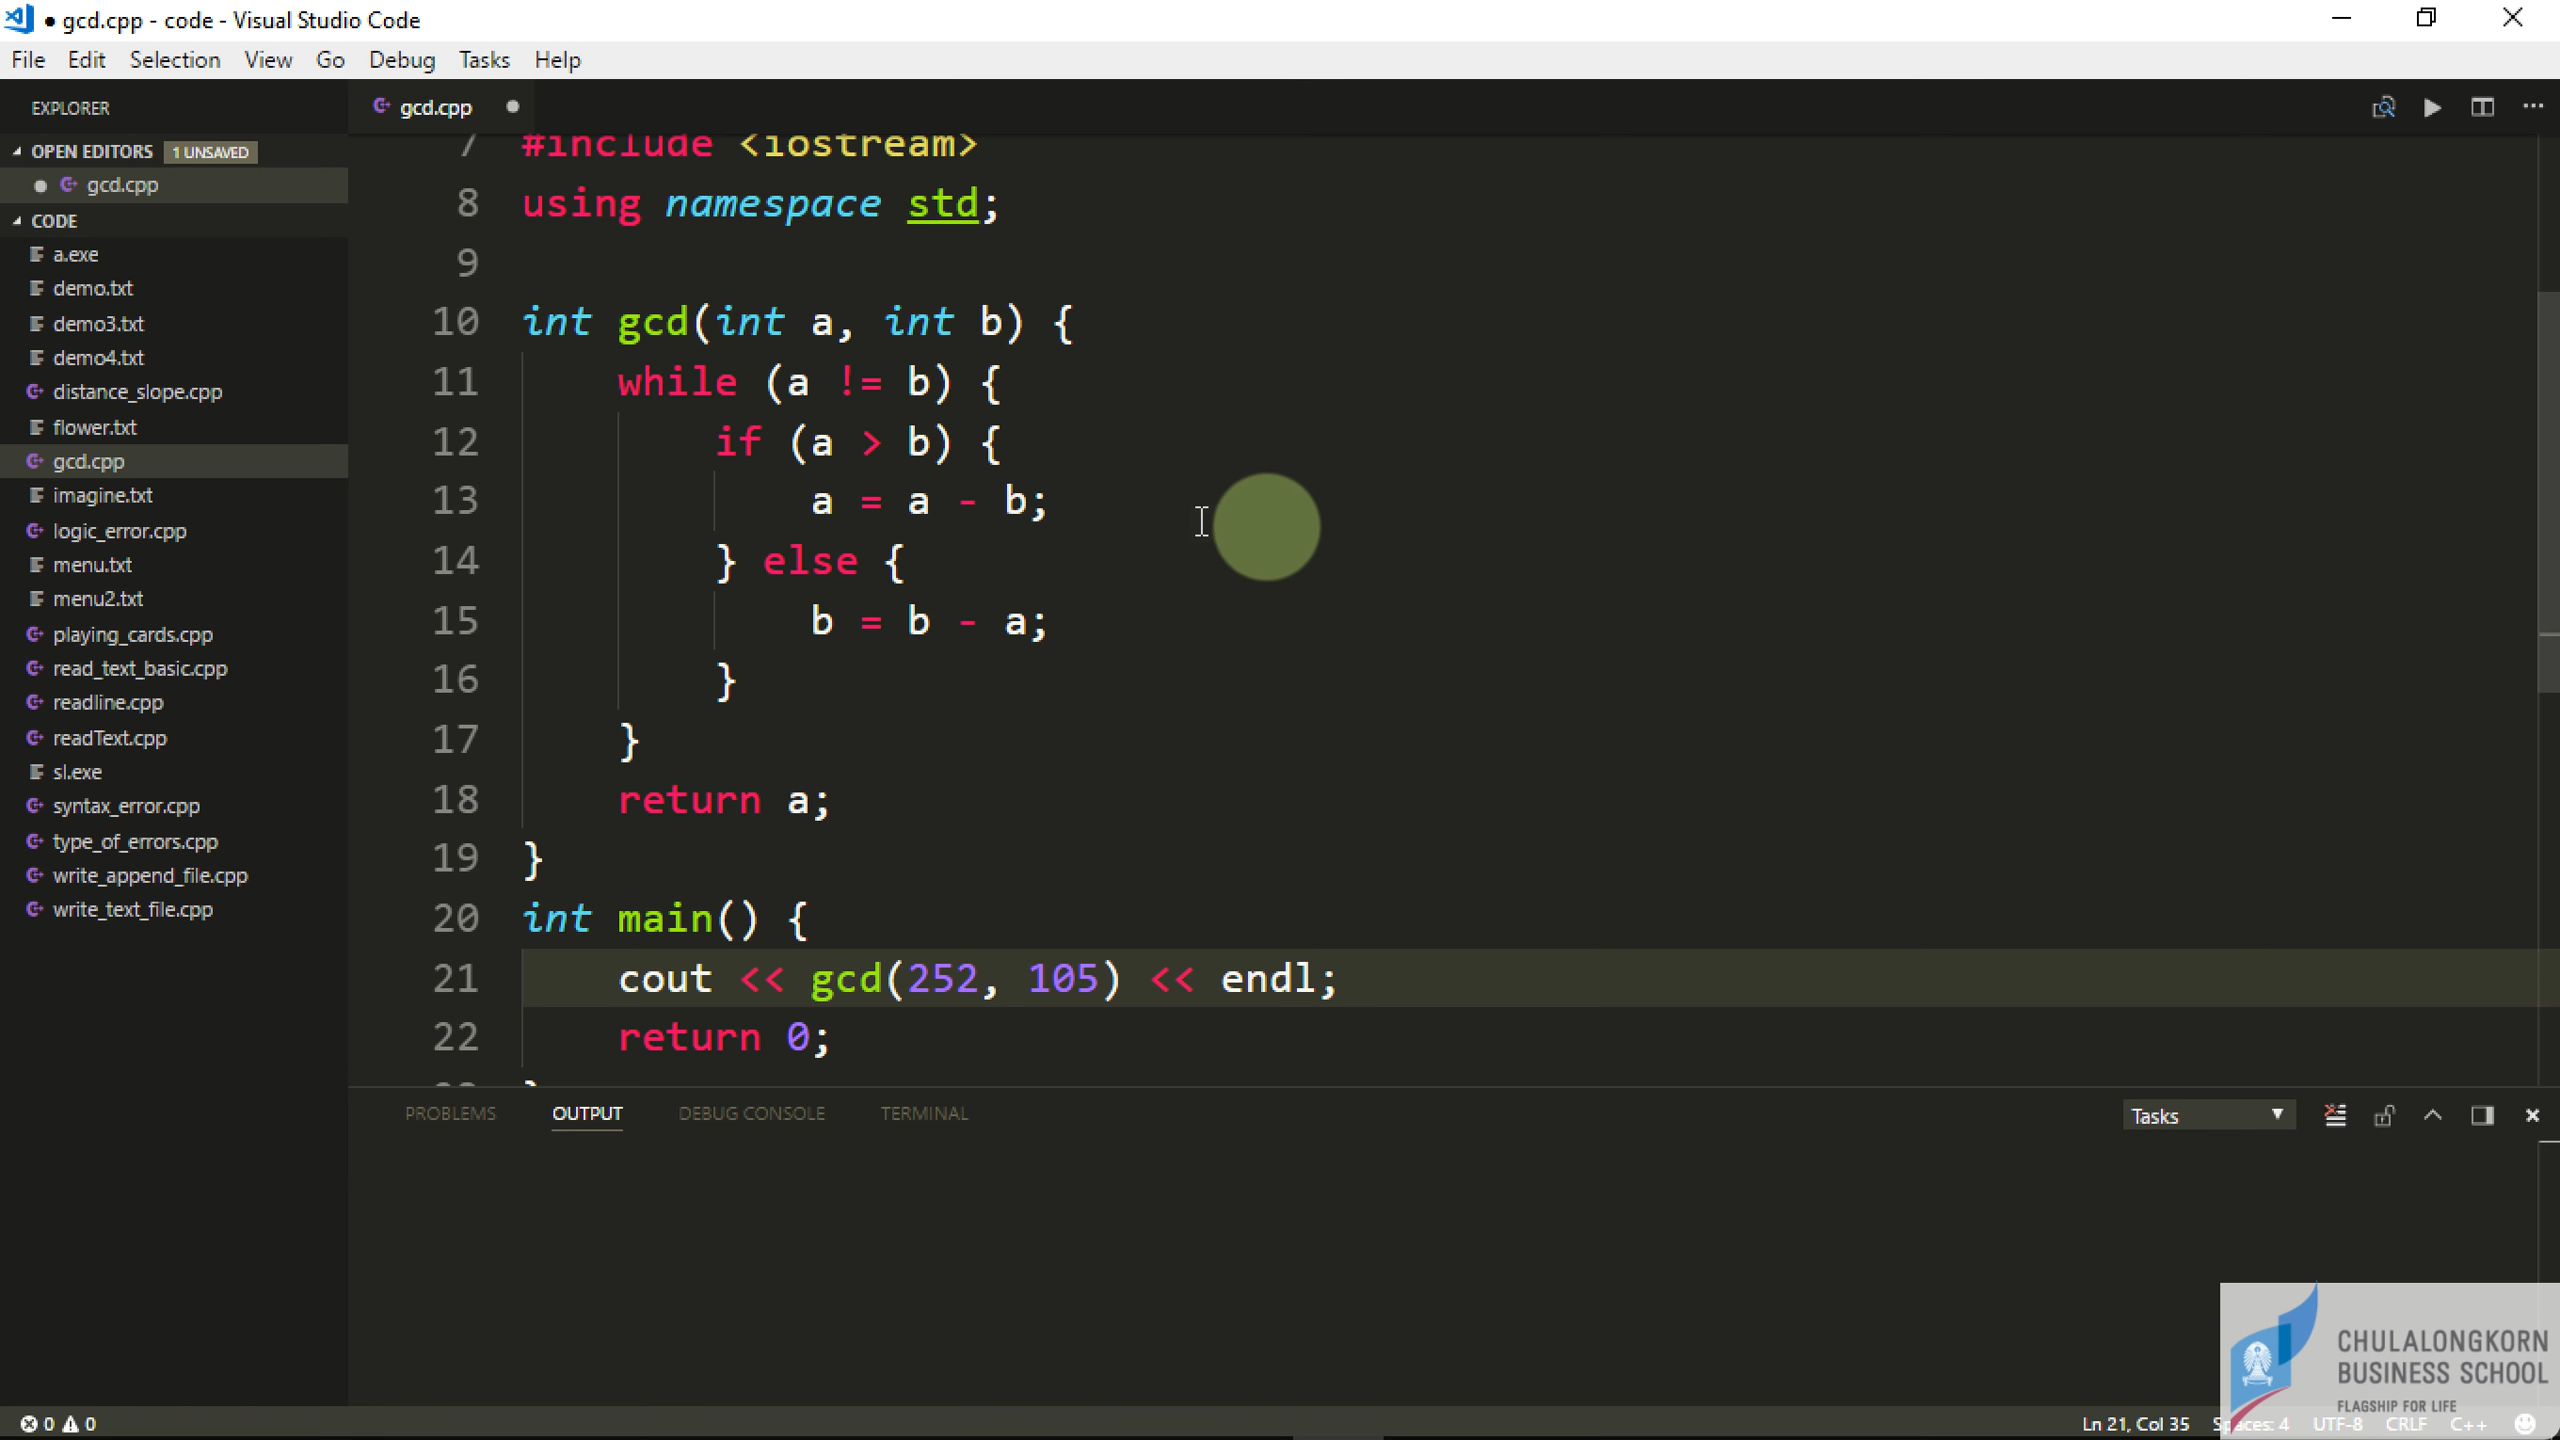 ● gcd.cpp - code - Visual Studio Code
File Edit Selection View Go Debug Tasks Help
EXPLORER
OPEN EDITORS 1 UNSAVED
gcd.cpp
CODE
a.exe
demo.txt
demo3.txt
demo4.txt
distance_slope.cpp
flower.txt
gcd.cpp
imagine.txt
logic_error.cpp
menu.txt
menu2.txt
playing_cards.cpp
read_text_basic.cpp
readline.cpp
readText.cpp
sl.exe
syntax_error.cpp
type_of_errors.cpp
write_append_file.cpp
write_text_file.cpp
gcd.cpp
7 #include <iostream>
8 using namespace std;
9
10 int gcd(int a, int b) {
11 while (a != b) {
12 if (a > b) {
13 a = a - b;
14 } else {
15 b = b - a;
16 }
17 }
18 return a;
19 }
20 int main() {
21 cout << gcd(252, 105) << endl;
22 return 0;
PROBLEMS OUTPUT DEBUG CONSOLE TERMINAL
Tasks
CHULALONGKORN
BUSINESS SCHOOL
FLAGSHIP FOR LIFE
0 0
Ln 21, Col 35 Spaces: 4 UTF-8 CRLF C++